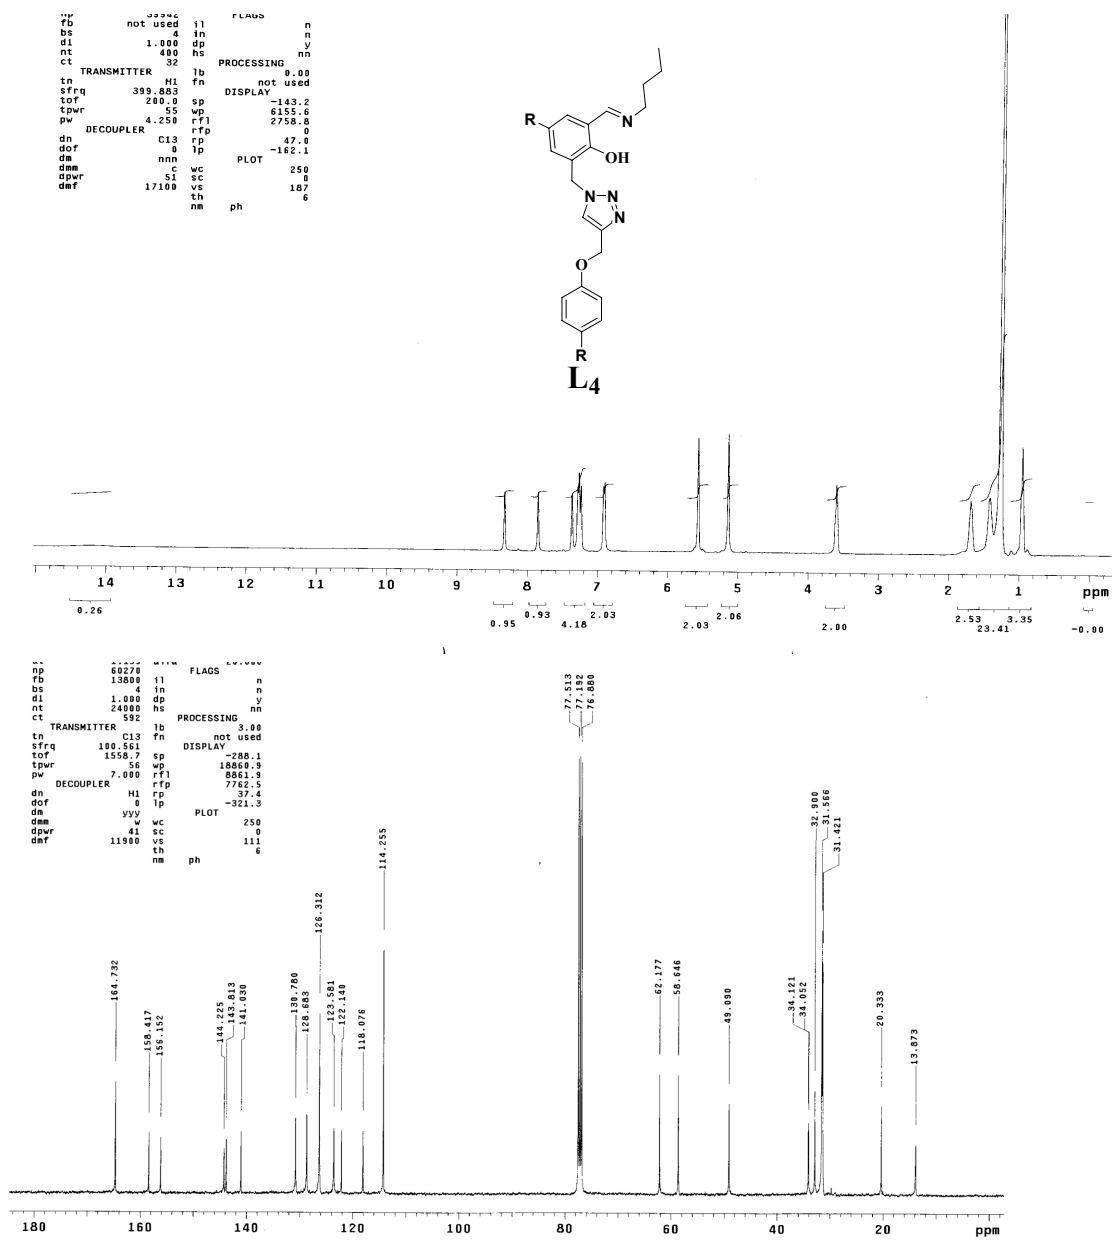 fb not used il n
bs 4 in n
d1 1.000 dp y
nt 400 hs nn
ct 32 PROCESSING
TRANSMITTER lb 0.00
tn H1 fn not used
sfrq 399.883 DISPLAY
tof 200.0 sp -143.2
tpwr 55 wp 6155.6
pw 4.250 rfl 2758.8
DECOUPLER rfp 0
dn C13 rp 47.0
dof 0 lp -162.1
dm nnn PLOT
dmm c wc 250
dpwr 51 sc 0
dmf 17100 vs 187
th 6
nm ph
R
N
OH
N N
N
O
R
L4
14 13 12 11 10 9 8 7 6 5 4 3 2 1 ppm
0.26 0.95 0.93 4.18 2.03 2.03 2.06 2.00 2.53 23.41 3.35 -0.00
np 60270 FLAGS
fb 13800 il n
bs 4 in n
d1 1.000 dp y
nt 24000 hs nn
ct 592 PROCESSING
TRANSMITTER lb 3.00
tn C13 fn not used
sfrq 100.561 DISPLAY
tof 1558.7 sp -288.1
tpwr 56 wp 18860.9
pw 7.000 rfl 8861.9
DECOUPLER rfp 7762.5
dn H1 rp 37.4
dof 0 lp -321.3
dm yyy PLOT
dmm w wc 250
dpwr 41 sc 0
dmf 11900 vs 111
th 6
nm ph
164.732
158.417
156.152
144.225
143.813
141.030
130.780
128.683
126.312
123.581
122.140
118.076
114.255
77.513
77.192
76.880
62.177
58.646
49.090
34.121
34.052
32.900
31.566
31.421
20.333
13.873
180 160 140 120 100 80 60 40 20 ppm